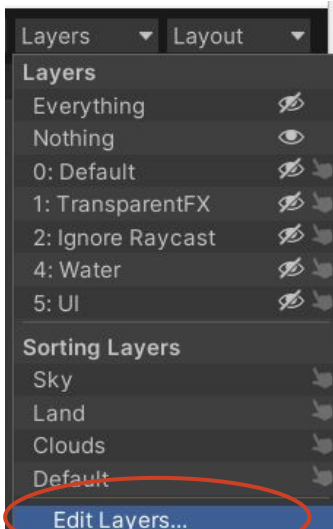 Layers Layout
Layers
Everything
Nothing
0: Default
1: TransparentFX
2: Ignore Raycast
4: Water
5: UI
Sorting Layers
Sky
Land
Clouds
Default
Edit Layers...